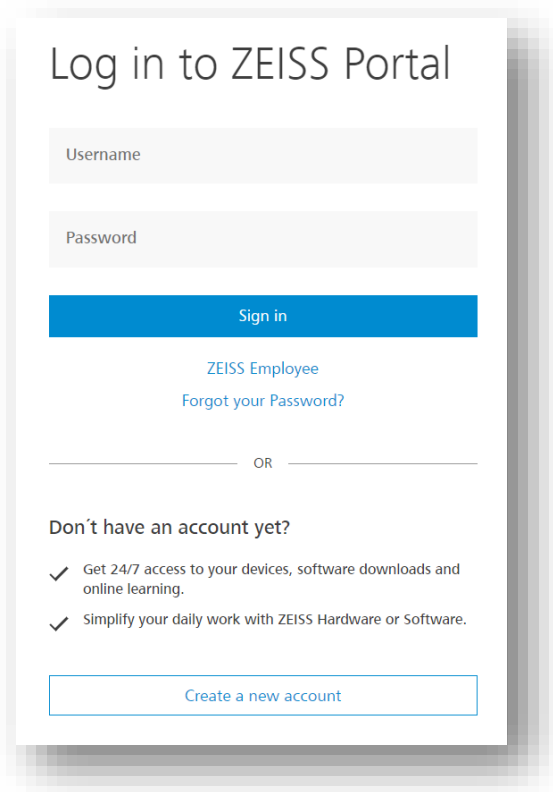 Log in to ZEISS Portal
Username
Password
Sign in
ZEISS Employee
Forgot your Password?
OR
Don´t have an account yet?
Get 24/7 access to your devices, software downloads and
online learning.
Simplify your daily work with ZEISS Hardware or Software.
Create a new account